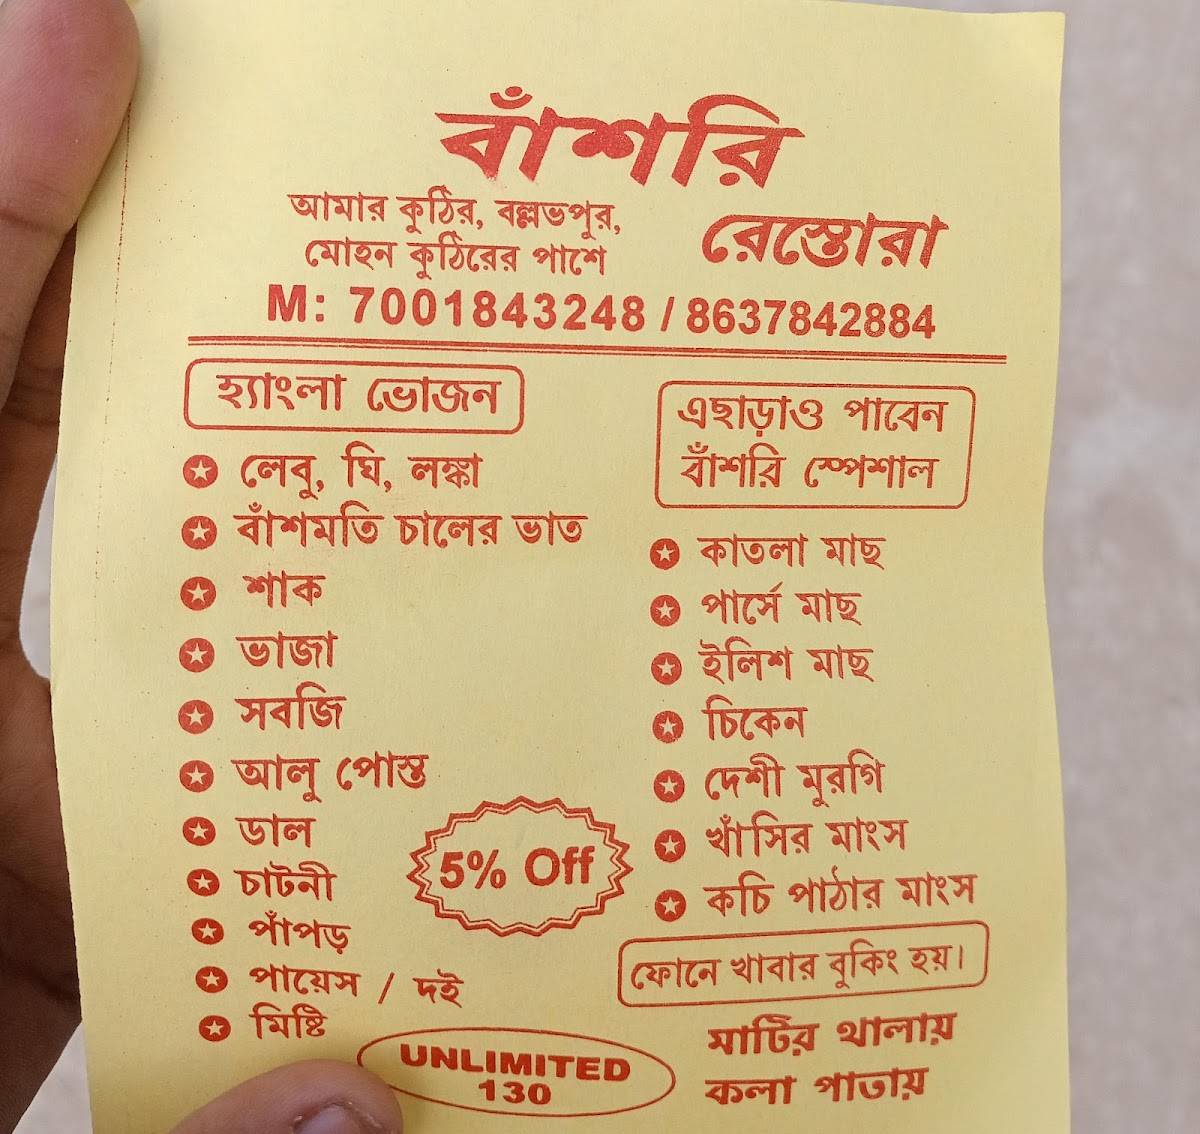 বাঁশরি
রেস্তোরা
আমার কুঠির, বল্লভপুর,
মোহন কুঠিরের পাশে
M: 7001843248 / 8637842884
হ্যাংলা ভোজন
লেবু, ঘি, লঙ্কা
বাঁশমতি চালের ভাত
শাক
ভাজা
সবজি
আলু পোস্ত
ডাল
চাটনী
পাঁপড়
পায়েস / দই
মিষ্টি
5% Off
UNLIMITED
130
এছাড়াও পাবেন
বাঁশরি স্পেশাল
কাতলা মাছ
পার্সে মাছ
ইলিশ মাছ
চিকেন
দেশী মুরগি
খাঁসির মাংস
কচি পাঠার মাংস
ফোনে খাবার বুকিং হয়।
মাটির থালায়
কলা পাতায়